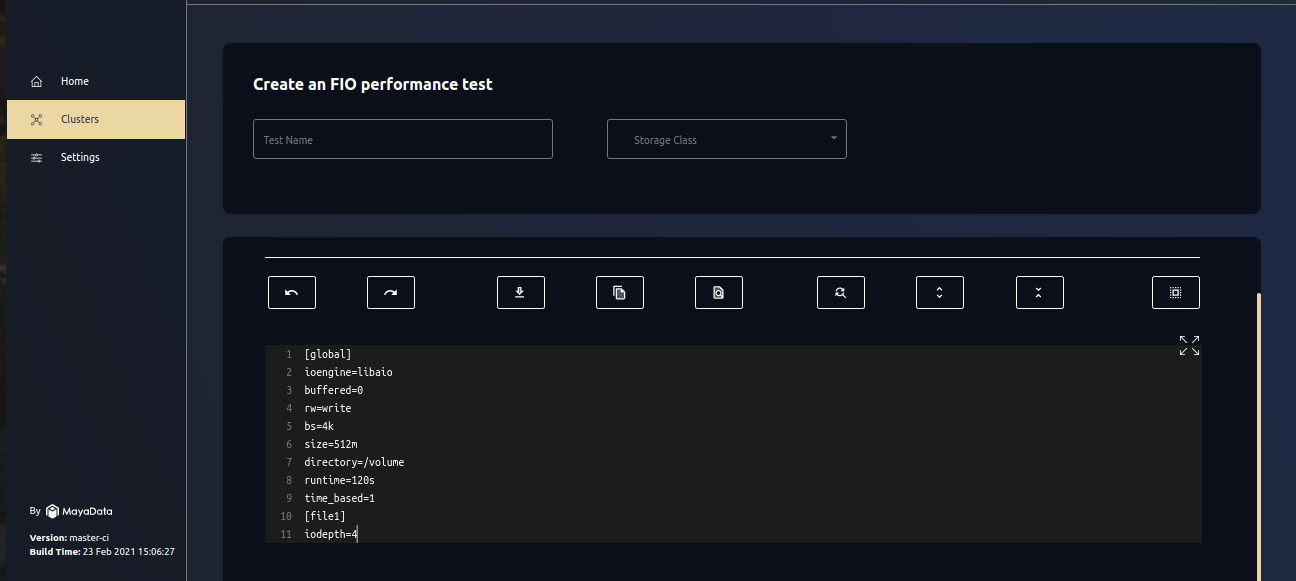 Home
Clusters
Settings
By MayaData
Version: master-ci
Build Time: 23 Feb 2021 15:06:27
Create an FIO performance test
Test Name
Storage Class
1 [global]
2 ioengine=libaio
3 buffered=0
4 rw=write
5 bs=4k
6 size=512m
7 directory=/volume
8 runtime=120s
9 time_based=1
10 [file1]
11 iodepth=4